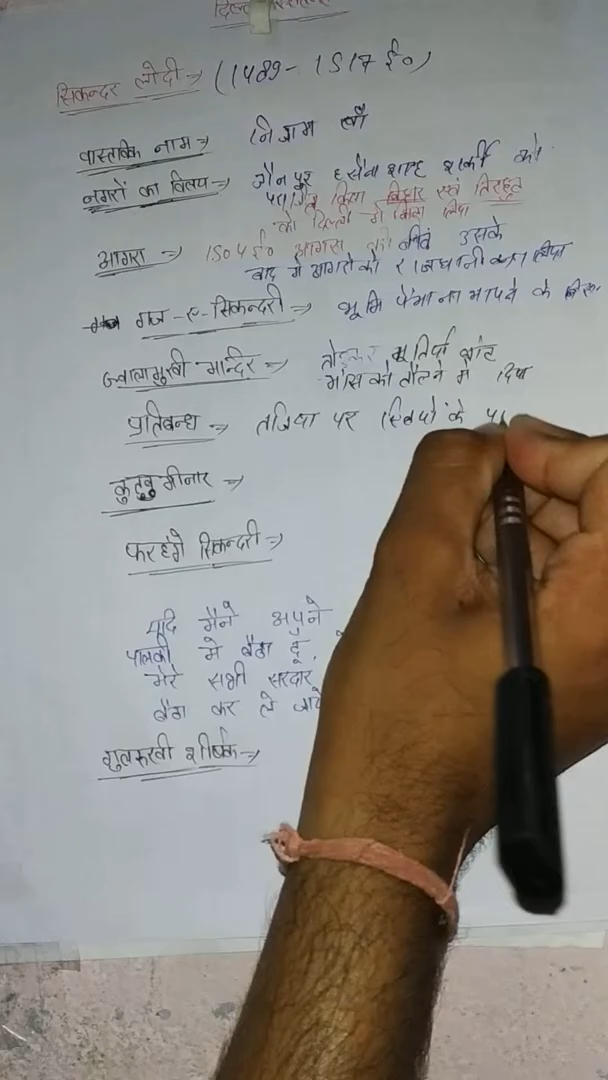 सिकन्दर लोदी → (1489 - 1517 ई०)
वास्तविक नाम → निजाम खाँ
नगरों का विलय → जौनपुर हुसैन शाह शर्की को
किया बिहार एवं तिरहुत
को दिल्ली में मिला लिया
आगरा → 1504 ई० आगरा की नींव उसके
बाद में आगरा को राजधानी बना लिया
गज-ए-सिकन्दरी → भूमि पैमाना मापने के लिए
ज्वालामुखी मन्दिर → तोड़कर मूर्तियाँ और
मांस को तौलने में दिया
प्रतिबन्ध → तजिया पर स्त्रियों के
कुतुबमीनार →
फरहंगे सिकन्दरी →
यदि मैने अपने
पालकी मे बैठा दूँ,
मेरे सभी सरदार
बैठा कर ले जाये
गुलरूखी शीर्षक →